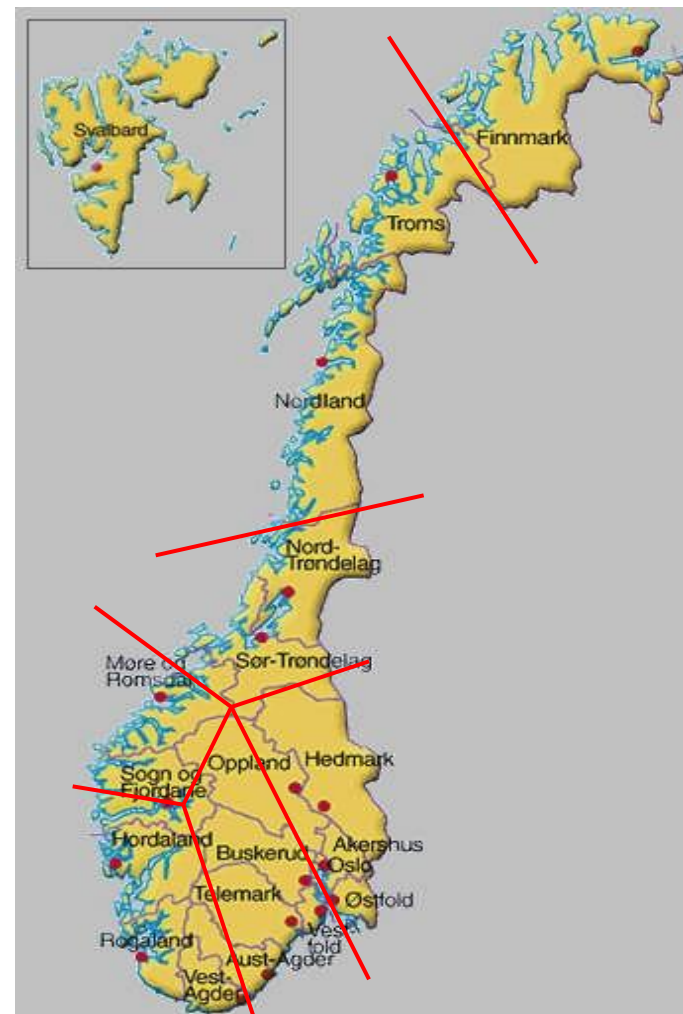 Svalbard
Finnmark
Troms
Nordland
Nord-
Trøndelag
Sør-Trøndelag
Møre og
Romsdal
Oppland
Hedmark
Sogn og
Fjordane
Hordaland
Buskerud
Akershus
Oslo
Telemark
Østfold
Vest
fold
Rogaland
Aust-Agder
Vest-
Agder